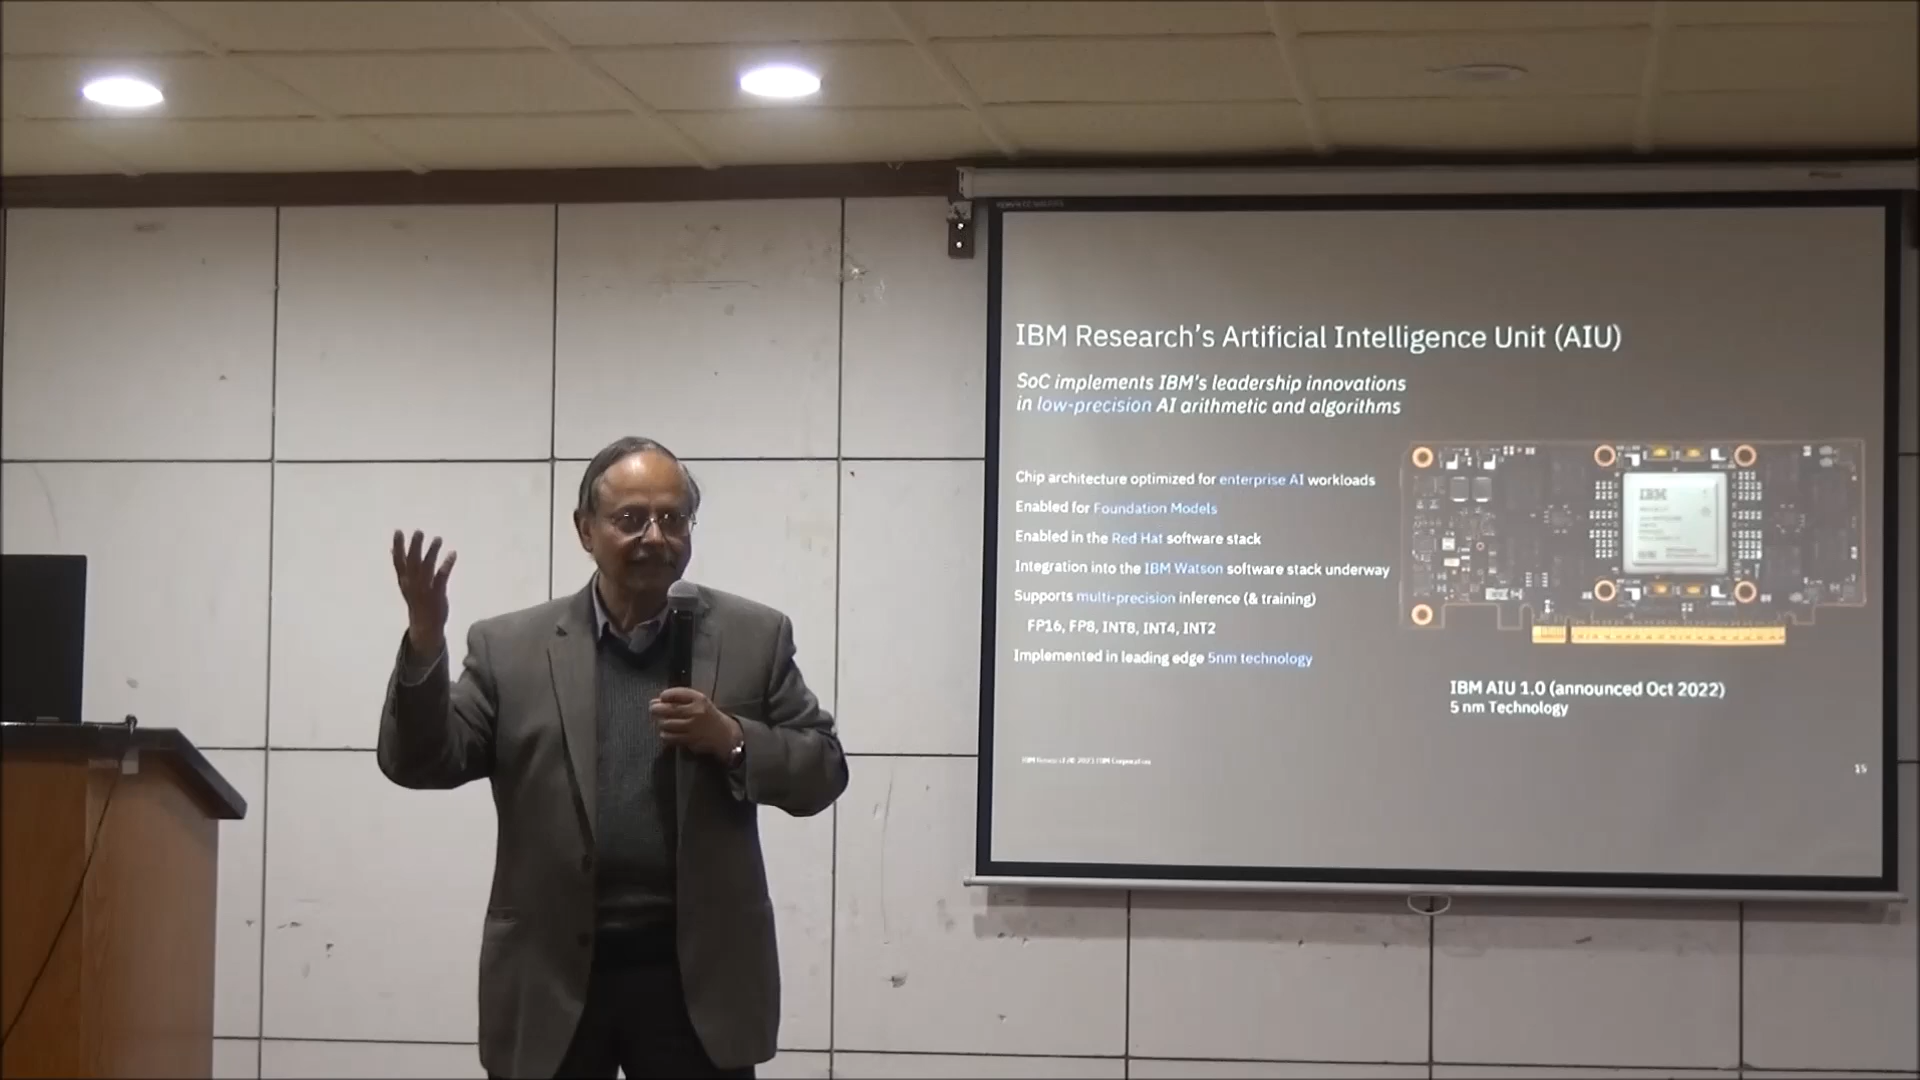 IBM Research's Artificial Intelligence Unit (AIU)
SoC implements IBM's leadership innovations
in low-precision AI arithmetic and algorithms
Chip architecture optimized for enterprise AI workloads
Enabled for Foundation Models
Enabled in the Red Hat software stack
Integration into the IBM Watson software stack underway
Supports multi-precision inference (& training)
FP16, FP8, INT8, INT4, INT2
Implemented in leading edge 5nm technology
IBM
IBM AIU 1.0 (announced Oct 2022)
5 nm Technology
15